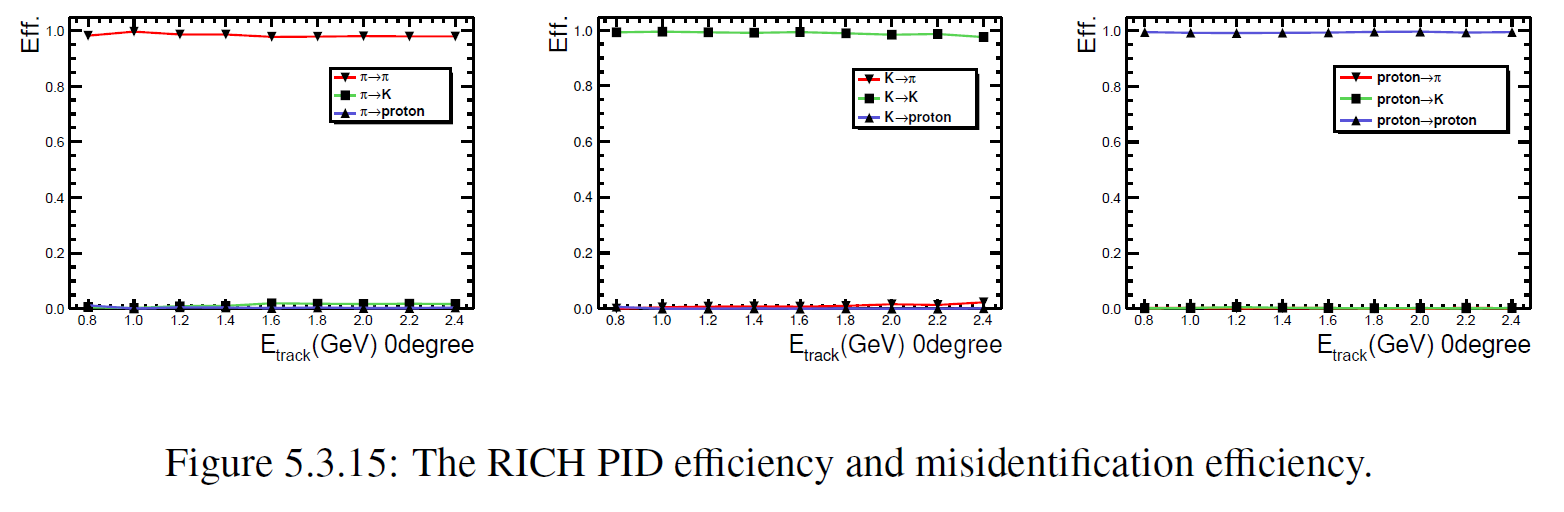 Eff.
1.0
0.8
0.6
0.4
0.2
0.0
π→π
π→K
π→proton
0.8 1.0 1.2 1.4 1.6 1.8 2.0 2.2 2.4
E_track(GeV) 0degree
Eff.
1.0
0.8
0.6
0.4
0.2
0.0
K→π
K→K
K→proton
0.8 1.0 1.2 1.4 1.6 1.8 2.0 2.2 2.4
E_track(GeV) 0degree
Eff.
1.0
0.8
0.6
0.4
0.2
0.0
proton→π
proton→K
proton→proton
0.8 1.0 1.2 1.4 1.6 1.8 2.0 2.2 2.4
E_track(GeV) 0degree
Figure 5.3.15: The RICH PID efficiency and misidentification efficiency.